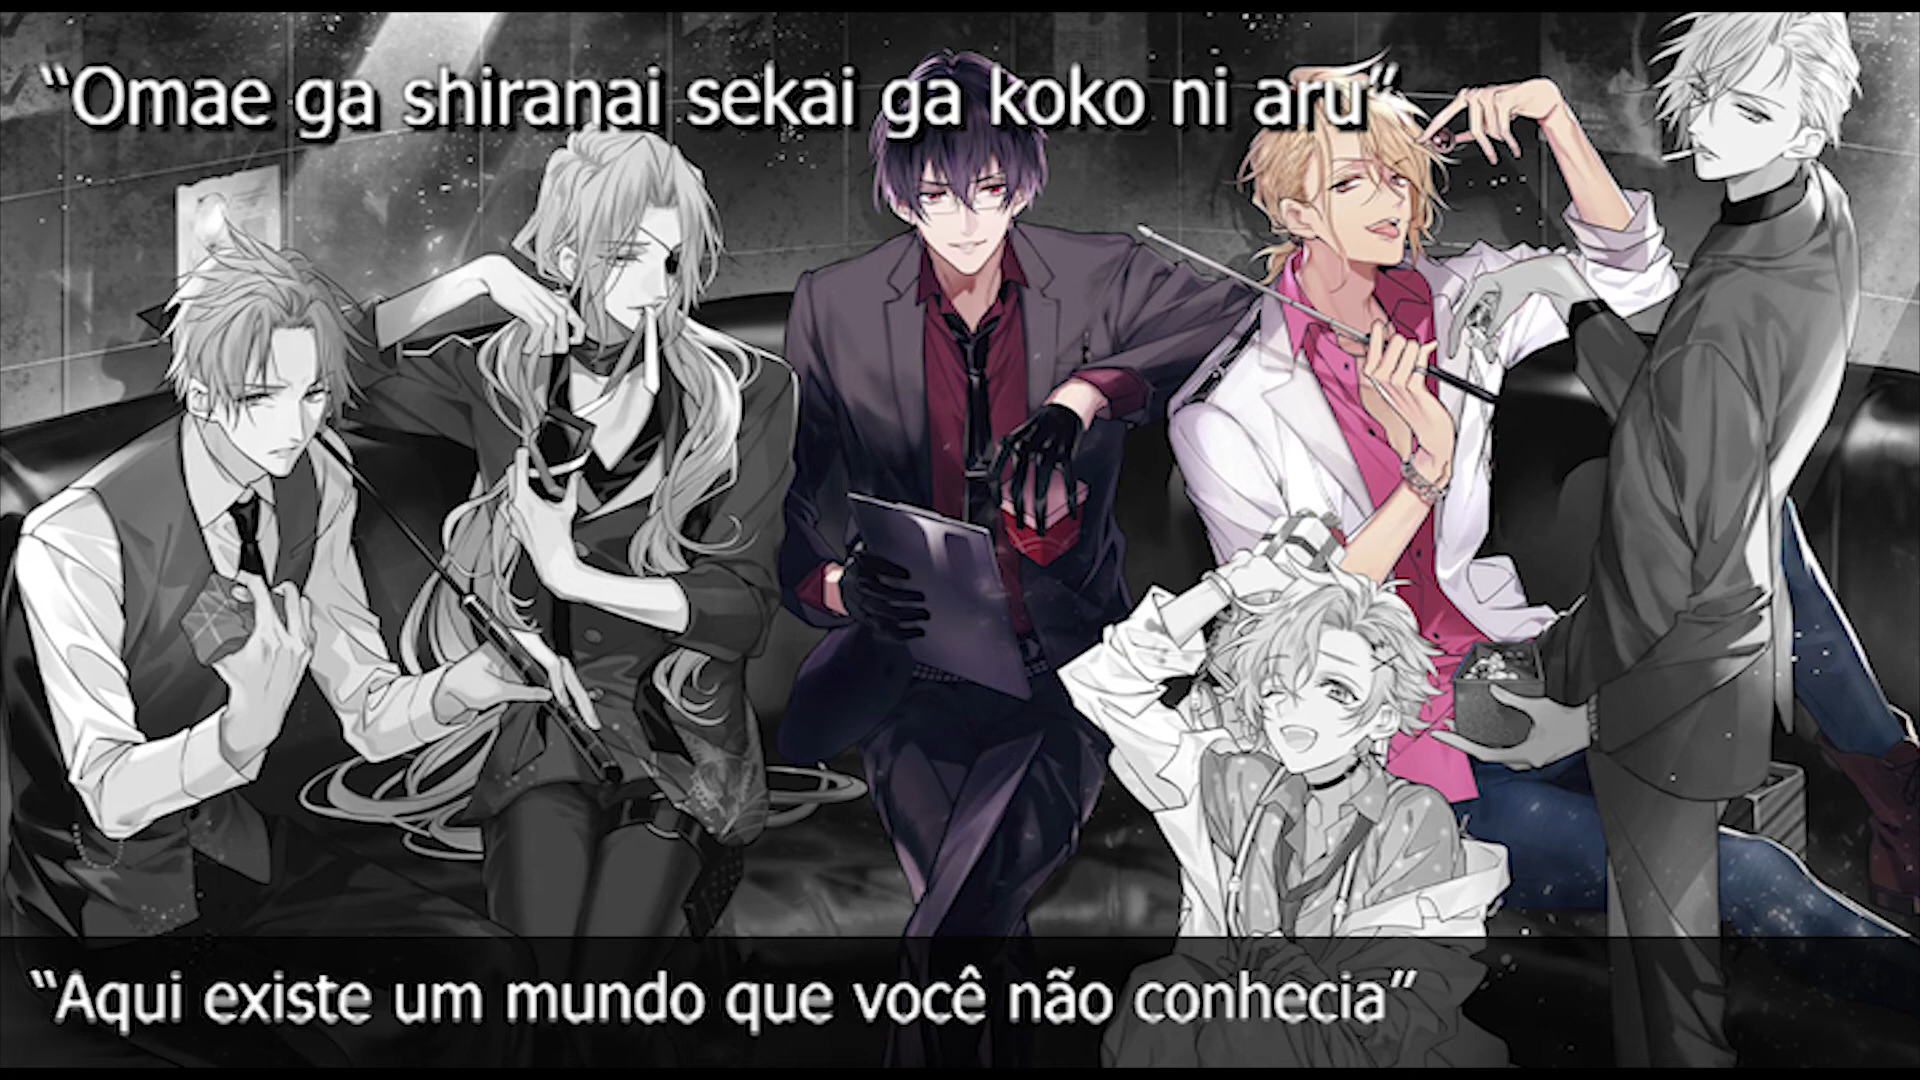 “Omae ga shiranai sekai ga koko ni aru”
“Aqui existe um mundo que você não conhecia”